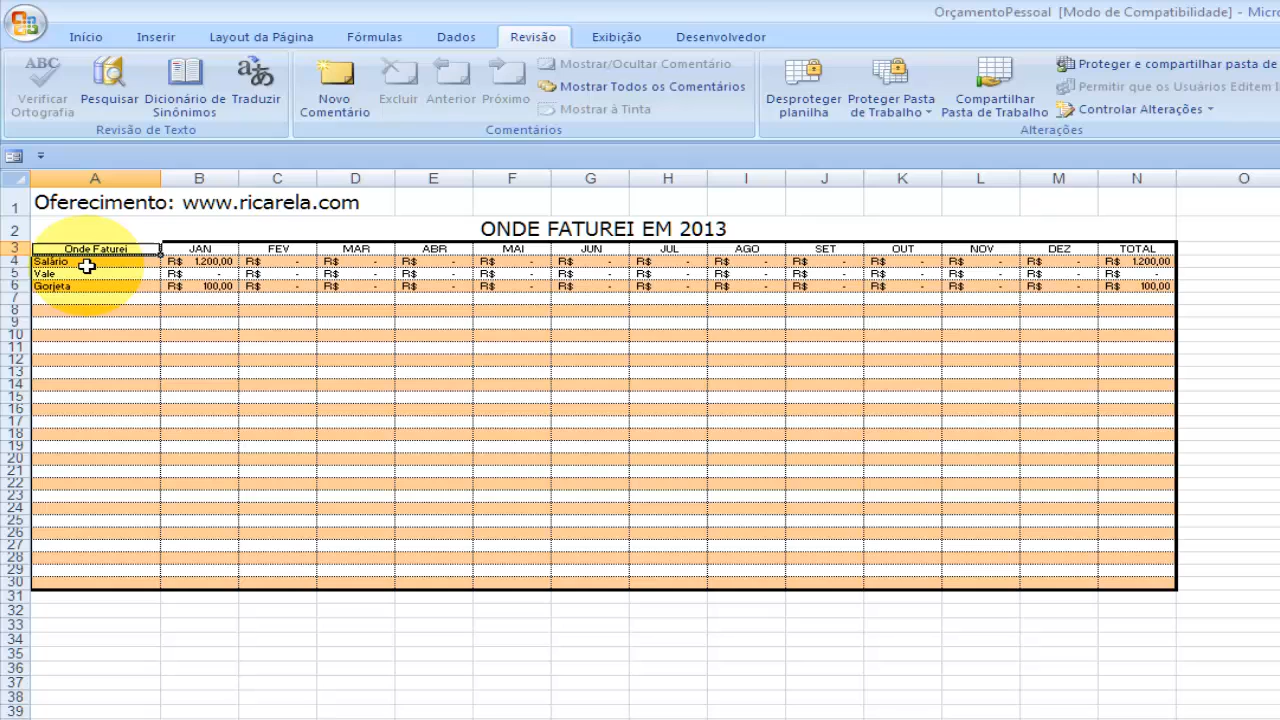 OrçamentoPessoal [Modo de Compatibilidade] - Micro
Início Inserir Layout da Página Fórmulas Dados Revisão Exibição Desenvolvedor
ABC
Verificar Ortografia
Pesquisar
Dicionário de Sinônimos
Traduzir
Revisão de Texto
Novo Comentário
Excluir
Anterior
Próximo
Mostrar/Ocultar Comentário
Mostrar Todos os Comentários
Mostrar à Tinta
Comentários
Desproteger planilha
Proteger Pasta de Trabalho
Compartilhar Pasta de Trabalho
Proteger e compartilhar pasta de
Permitir que os Usuários Editem I
Controlar Alterações
Alterações
A B C D E F G H I J K L M N O
1 Oferecimento: www.ricarela.com
2 ONDE FATUREI EM 2013
3 Onde Faturei JAN FEV MAR ABR MAI JUN JUL AGO SET OUT NOV DEZ TOTAL
4 Salário R$ 1.200,00 R$ - R$ - R$ - R$ - R$ - R$ - R$ - R$ - R$ - R$ - R$ - R$ 1.200,00
5 Vale R$ - R$ - R$ - R$ - R$ - R$ - R$ - R$ - R$ - R$ - R$ - R$ - R$ -
6 Gorjeta R$ 100,00 R$ - R$ - R$ - R$ - R$ - R$ - R$ - R$ - R$ - R$ - R$ - R$ 100,00
7
8
9
10
11
12
13
14
15
16
17
18
19
20
21
22
23
24
25
26
27
28
29
30
31
32
33
34
35
36
37
38
39